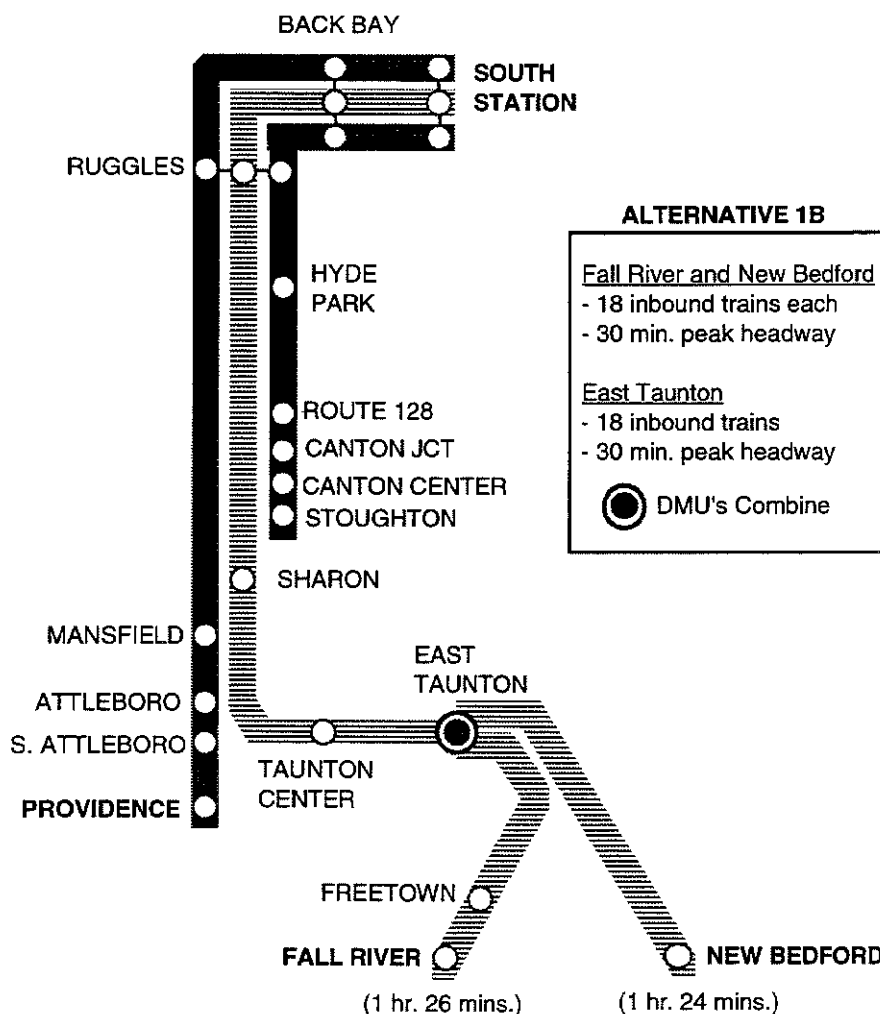 BACK BAY
SOUTH
STATION
RUGGLES
HYDE
PARK
ROUTE 128
CANTON JCT
CANTON CENTER
STOUGHTON
SHARON
MANSFIELD
ATTLEBORO
S. ATTLEBORO
PROVIDENCE
EAST
TAUNTON
TAUNTON
CENTER
FREETOWN
FALL RIVER
(1 hr. 26 mins.)
NEW BEDFORD
(1 hr. 24 mins.)
ALTERNATIVE 1B
Fall River and New Bedford
- 18 inbound trains each
- 30 min. peak headway
East Taunton
- 18 inbound trains
- 30 min. peak headway
DMU's Combine